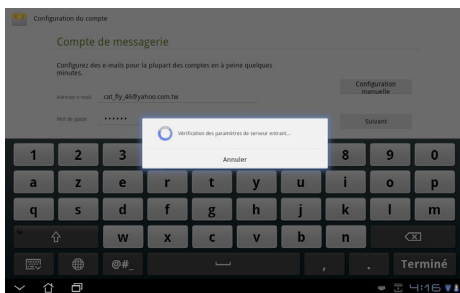 Configuration du compte
Compte de messagerie
Configurez des e-mails pour la plupart des comptes en à peine quelques
minutes.
Configuration
manuelle
Adresse e-mail
cat_fly_46@yahoo.com.tw
Mot de passe
••••••
Suivant
Vérification des paramètres de serveur entrant...
Annuler
1 2 3 8 9 0
a z e r t y u i o p
q s d f g h j k l m
w x c v b n
@#_ , . Terminé
4:16